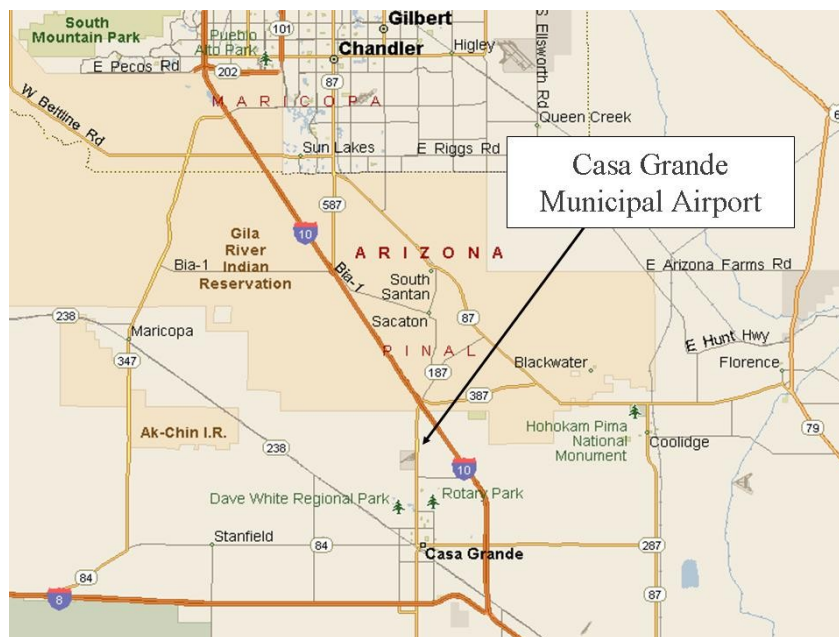 South
Mountain Park
Pueblo
Alto Park
101
Gilbert
Chandler
Higley
S Ellsworth Rd
E Pecos Rd
202
87
MARICOPA
W Beltline Rd
Queen Creek
Sun Lakes
E Riggs Rd
Casa Grande
Municipal Airport
587
Gila
River
Indian
Reservation
10
ARIZONA
Bia-1
Bia-1
South
Santan
E Arizona Farms Rd
238
Sacaton
87
Maricopa
PINAL
E Hunt Hwy
347
187
Blackwater
Florence
387
Ak-Chin I.R.
Hohokam Pima
National
Monument
Coolidge
79
238
10
Dave White Regional Park
Rotary Park
Stanfield
84
Casa Grande
287
84
8
87